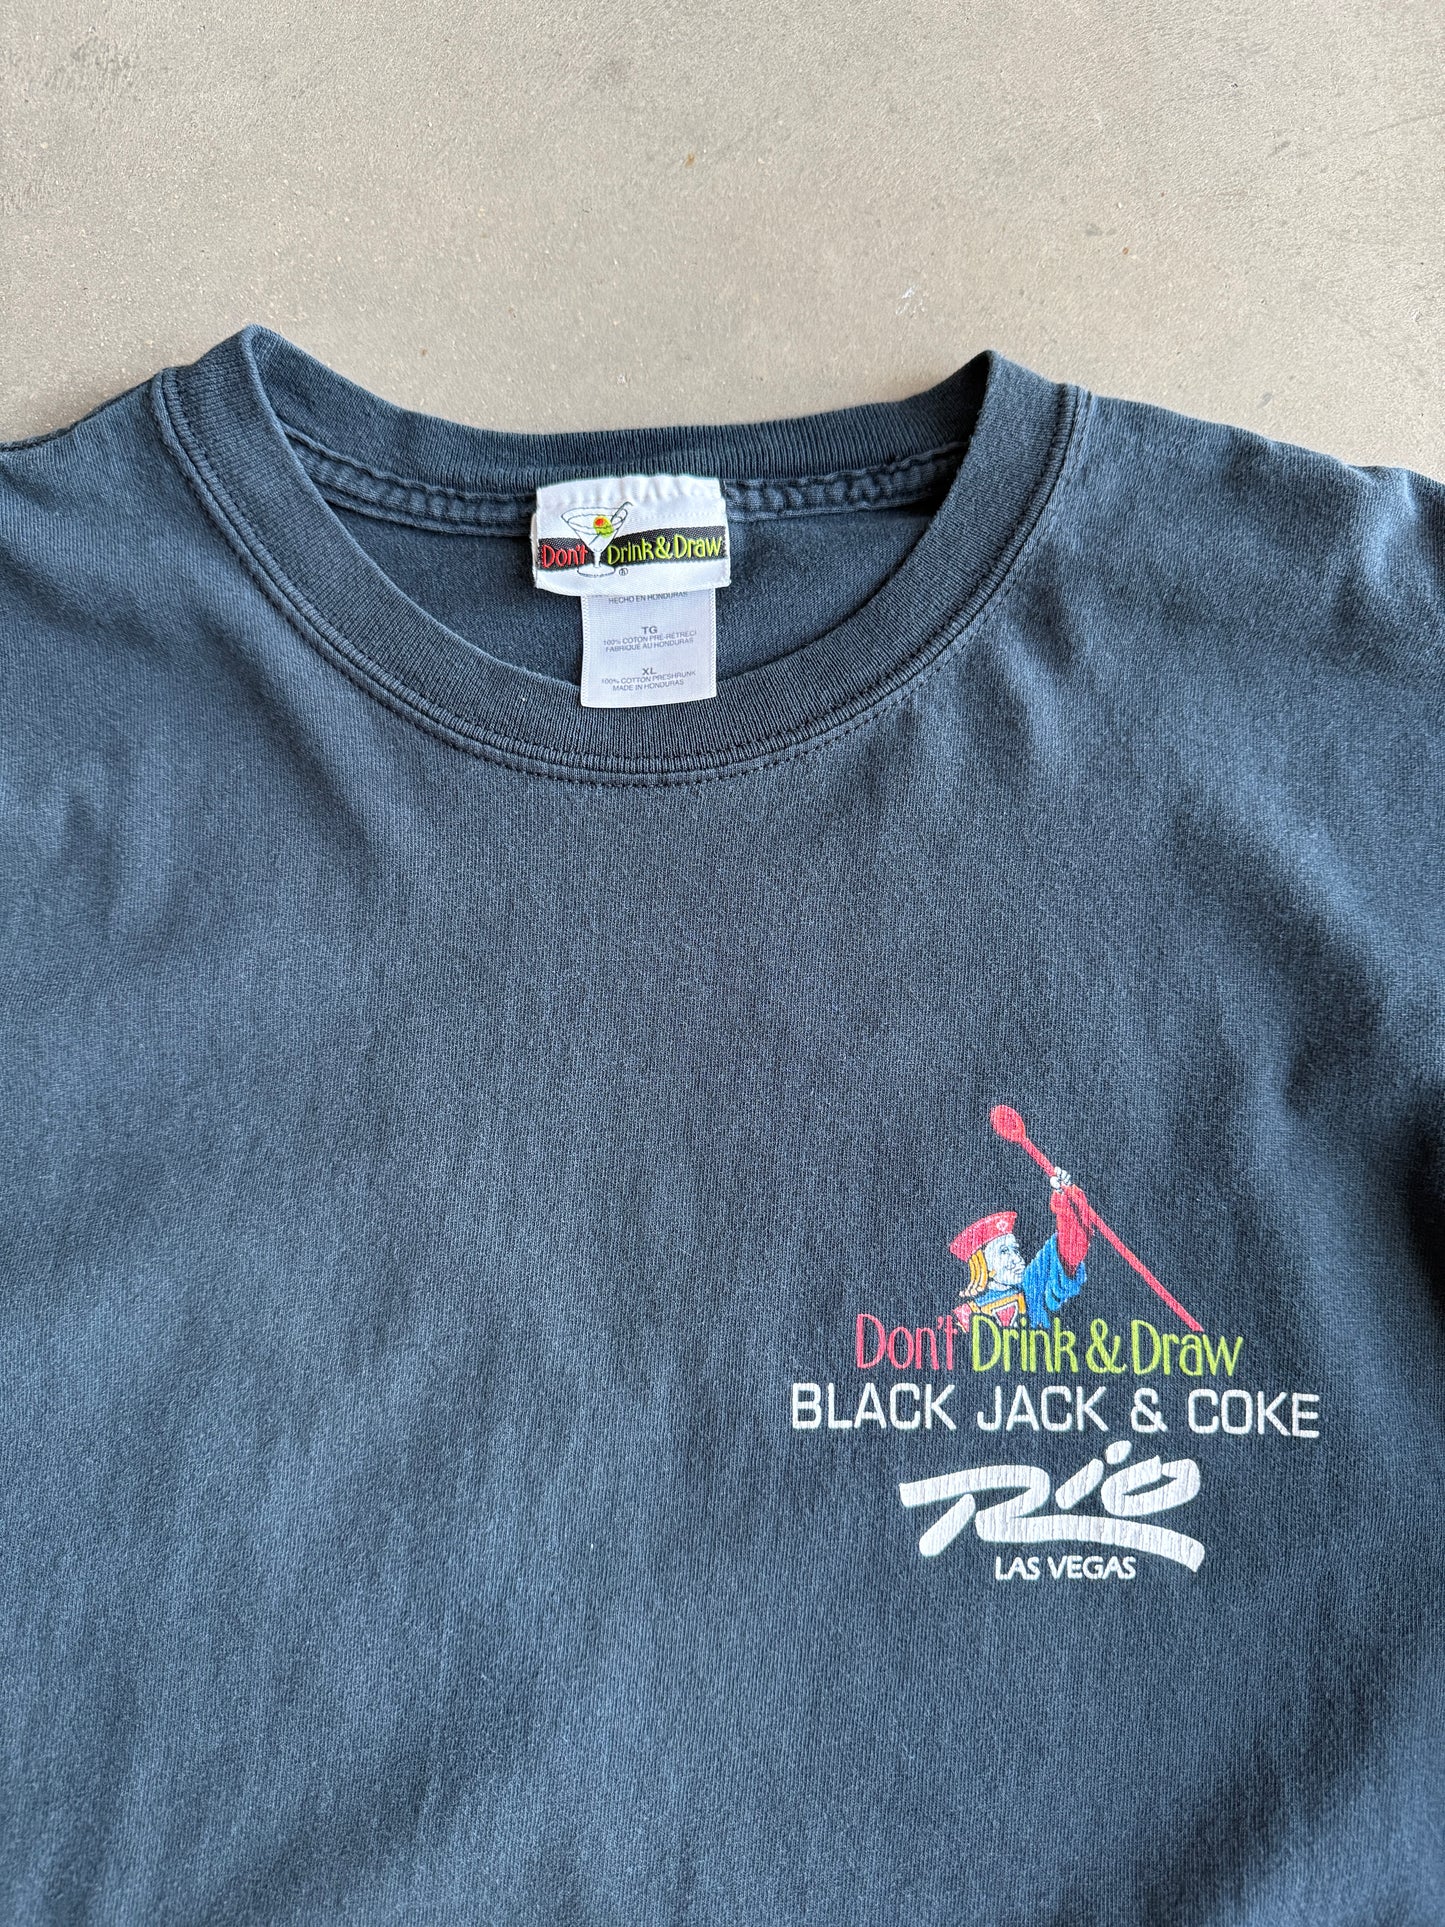 Don't Drink & Draw
®
HECHO EN HONDURAS
TG
100% COTON PRE-RÉTRECI
FABRIQUE AU HONDURAS
XL
100% COTTON PRESHRUNK
MADE IN HONDURAS
Don't Drink & Draw
BLACK JACK & COKE
Rio
LAS VEGAS